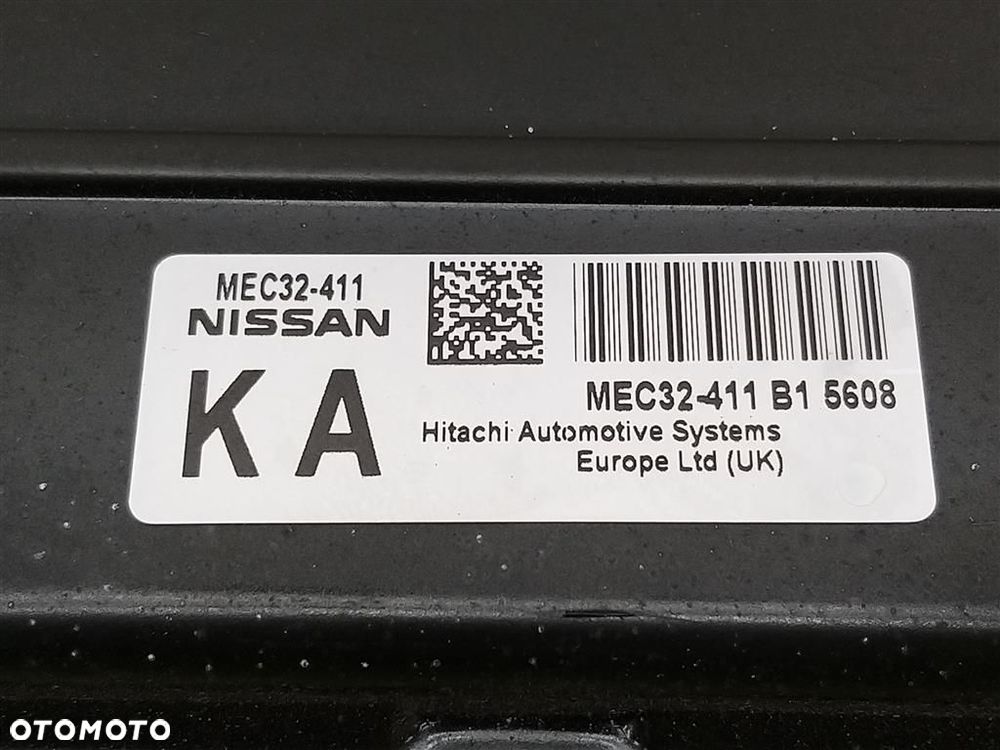 MEC32-411
NISSAN
KA
MEC32-411 B1 5608
Hitachi Automotive Systems
Europe Ltd (UK)
OTOMOTO